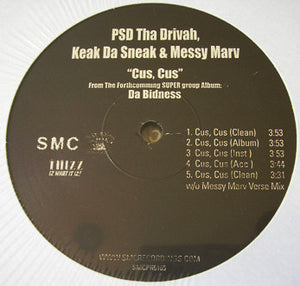 PSD Tha Drivah,
Keak Da Sneak & Messy Marv
"Cus, Cus"
From The Forthcomming SUPER group Album:
Da Bidness
SMC
THIZZ
IZ WHAT IT IZ!
1. Cus, Cus (Clean) 3:53
2. Cus, Cus (Album) 3:53
3. Cus, Cus (Inst.) 3:53
4. Cus, Cus (Acc.) 3:44
5. Cus, Cus (Clean) 3:31
w/o Messy Marv Verse Mix
WWW.SMCRECORDINGS.COM